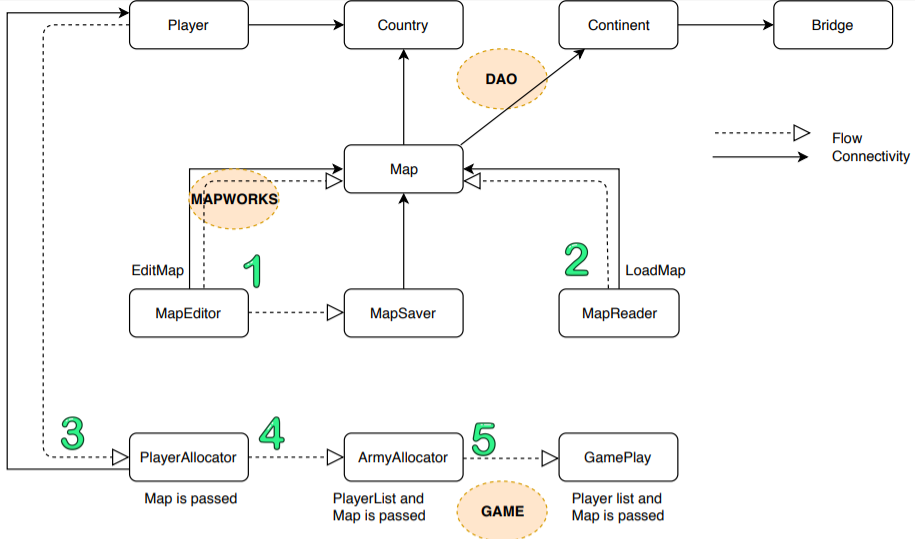 Player
Country
Continent
Bridge
DAO
Flow
Connectivity
Map
MAPWORKS
EditMap
1
2
LoadMap
MapEditor
MapSaver
MapReader
3
4
5
PlayerAllocator
ArmyAllocator
GamePlay
Map is passed
PlayerList and
Map is passed
GAME
Player list and
Map is passed